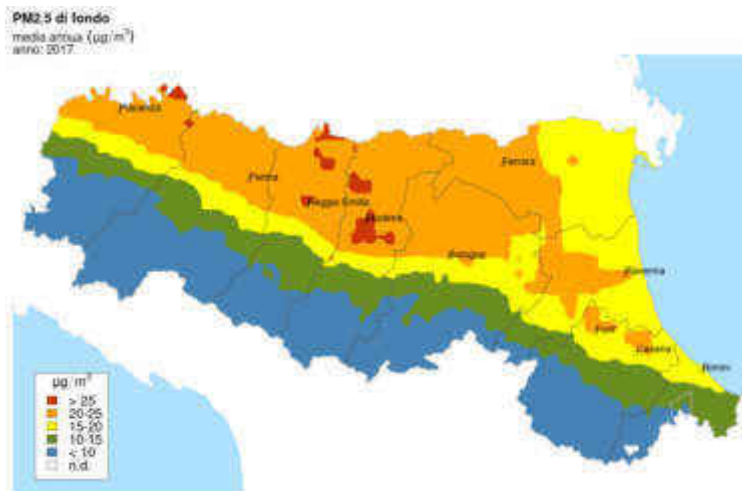 PM2.5 di fondo
media annua (µg/m³)
anno: 2017
Piacenza
Parma
Reggio Emilia
Modena
Ferrara
Bologna
Ravenna
Forlì
Cesena
Rimini
µg/m³
> 25
20-25
15-20
10-15
< 10
n.d.